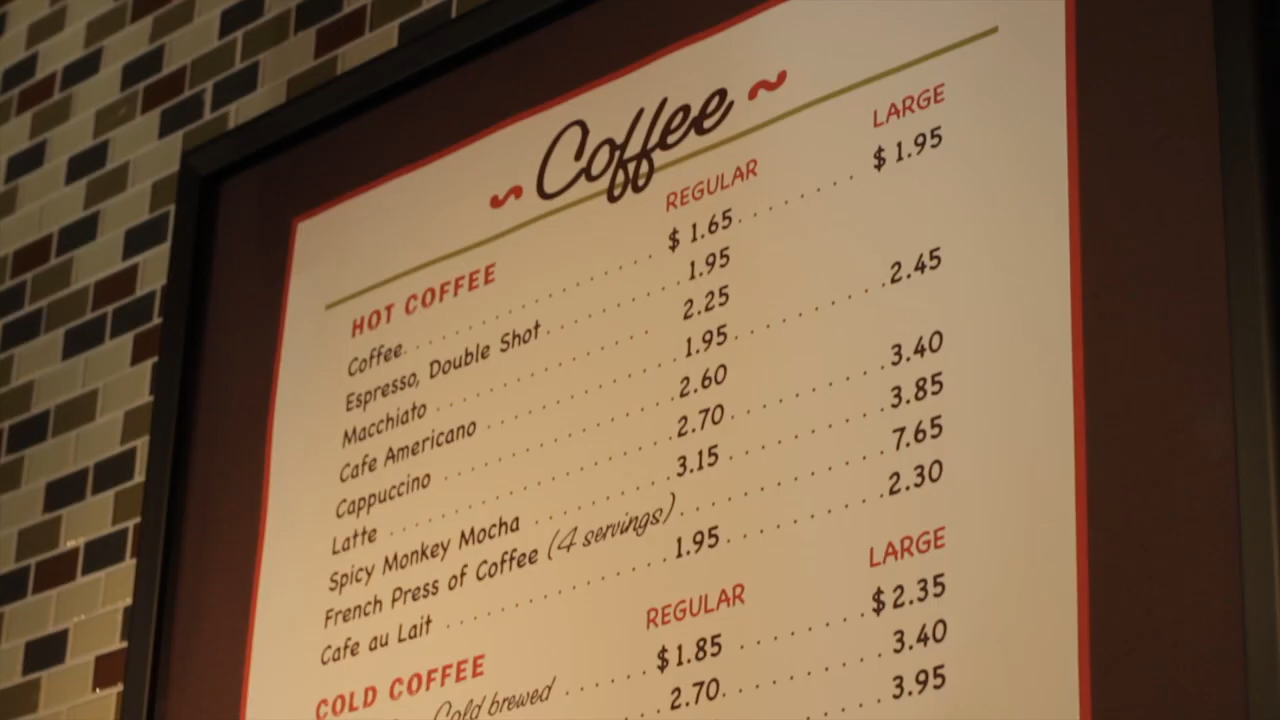 Coffee
REGULAR LARGE
HOT COFFEE
Coffee $ 1.65 $ 1.95
Espresso, Double Shot 1.95
Macchiato 2.25
Cafe Americano 1.95 2.45
Cappuccino 2.60
Latte 2.70 3.40
Spicy Monkey Mocha 3.15 3.85
French Press of Coffee (4 servings) 7.65
Cafe au Lait 1.95 2.30
REGULAR LARGE
COLD COFFEE
Cold brewed $1.85 $2.35
2.70 3.40
3.95